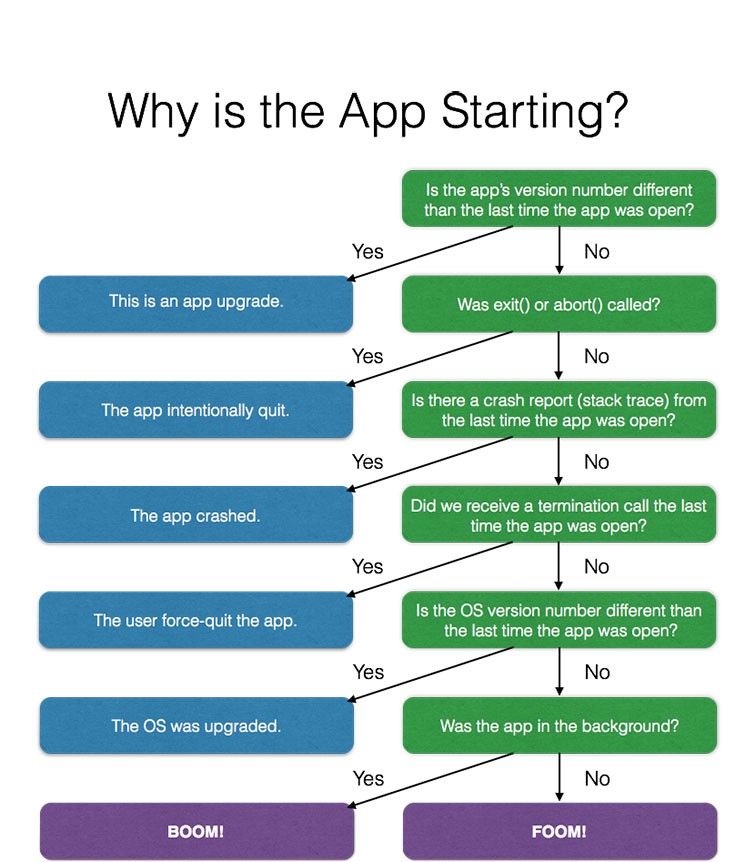 Why is the App Starting?
Is the app's version number different
than the last time the app was open?
Yes
No
This is an app upgrade.
Was exit() or abort() called?
Yes
No
The app intentionally quit.
Is there a crash report (stack trace) from
the last time the app was open?
Yes
No
The app crashed.
Did we receive a termination call the last
time the app was open?
Yes
No
The user force-quit the app.
Is the OS version number different than
the last time the app was open?
Yes
No
The OS was upgraded.
Was the app in the background?
Yes
No
BOOM!
FOOM!